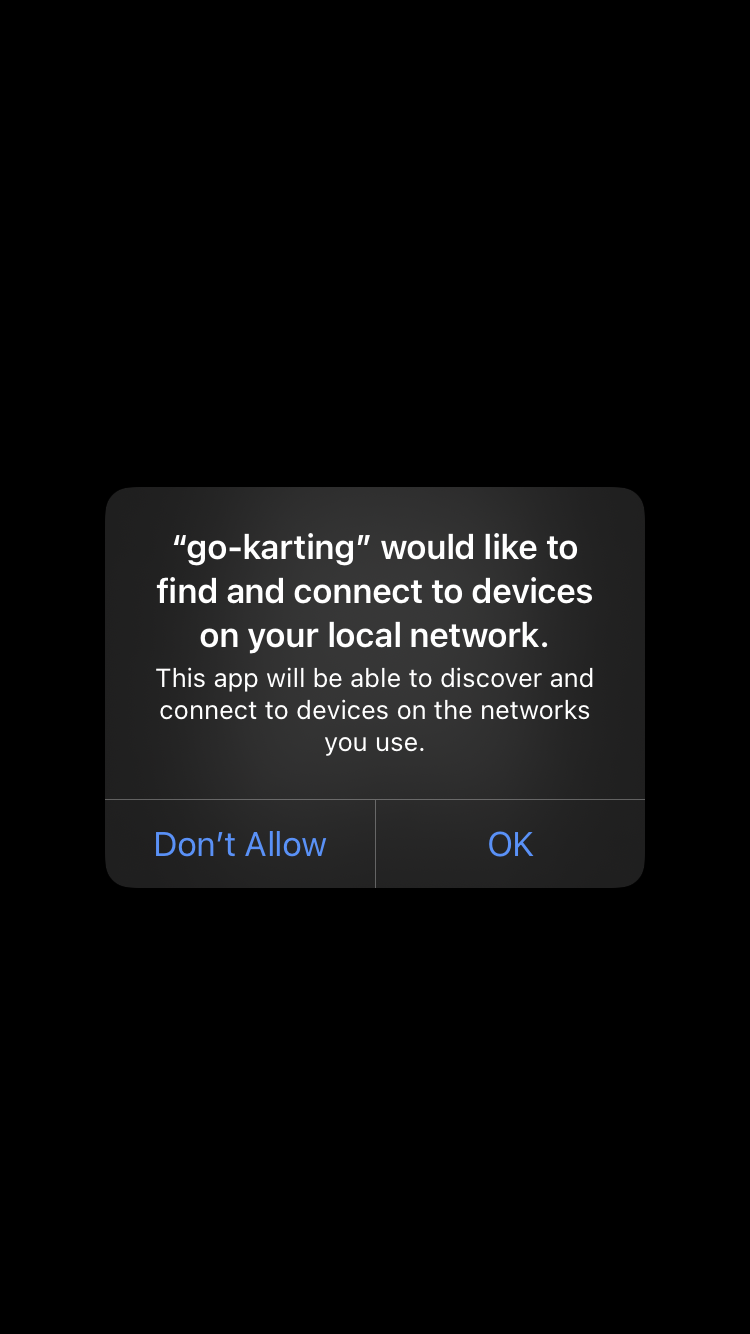 “go-karting” would like to
find and connect to devices
on your local network.
This app will be able to discover and
connect to devices on the networks
you use.
Don’t Allow
OK